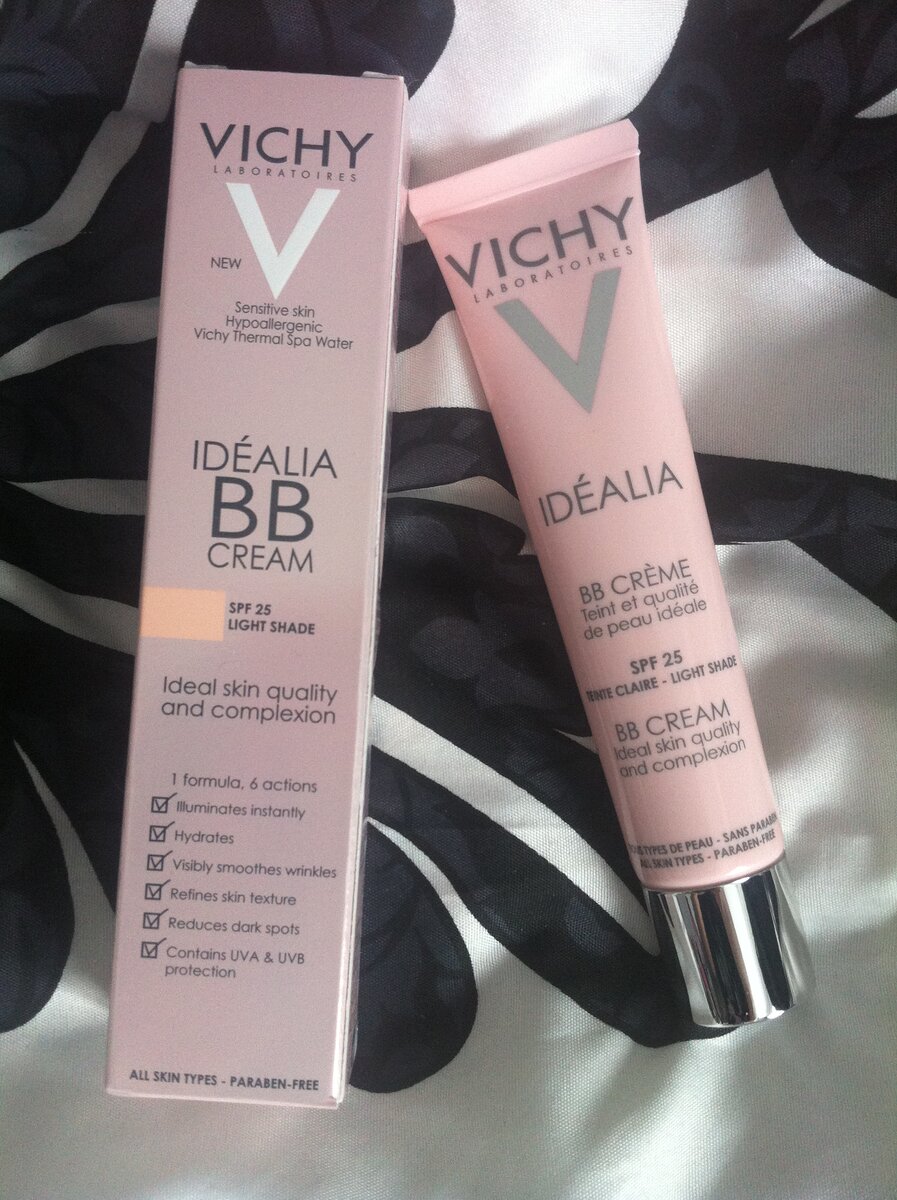 VICHY
LABORATOIRES
V
NEW
Sensitive skin
Hypoallergenic
Vichy Thermal Spa Water
IDÉALIA
BB
CREAM
SPF 25
LIGHT SHADE
Ideal skin quality
and complexion
1 formula, 6 actions
Illuminates instantly
Hydrates
Visibly smoothes wrinkles
Refines skin texture
Reduces dark spots
Contains UVA & UVB
protection
ALL SKIN TYPES - PARABEN-FREE
VICHY
LABORATOIRES
V
IDÉALIA
BB CRÈME
Teint et qualité
de peau idéale
SPF 25
TEINTE CLAIRE - LIGHT SHADE
BB CREAM
Ideal skin quality
and complexion
TYPES DE PEAU - SANS PARABEN
ALL SKIN TYPES - PARABEN-FREE